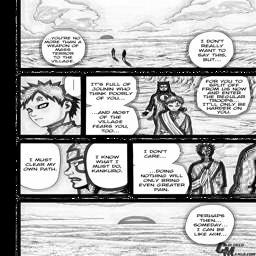 I DON'T
REALLY
WANT TO
SAY THIS,
BUT...
...YOU'RE NO
MORE THAN A
WEAPON OF
MASS
TERROR
TO THE
VILLAGE.
FOR YOU TO
SPLIT OFF
FROM US NOW
AND ENTER
THE REGULAR
TROOPS...
IT'LL ONLY BE
HARDER ON
YOU...
IT'S FULL OF
JOUNIN WHO
THINK POORLY
OF YOU...
...AND MOST
OF THE
VILLAGE
FEARS YOU,
TOO...
I DON'T
CARE...
DOING
NOTHING WILL
ONLY BRING
EVEN GREATER
PAIN.
I KNOW
WHAT I
MUST DO,
KANKURO.
I MUST
CLEAR MY
OWN PATH.
PERHAPS
THEN...
SOMEDAY...
I CAN BE
LIKE HIM...